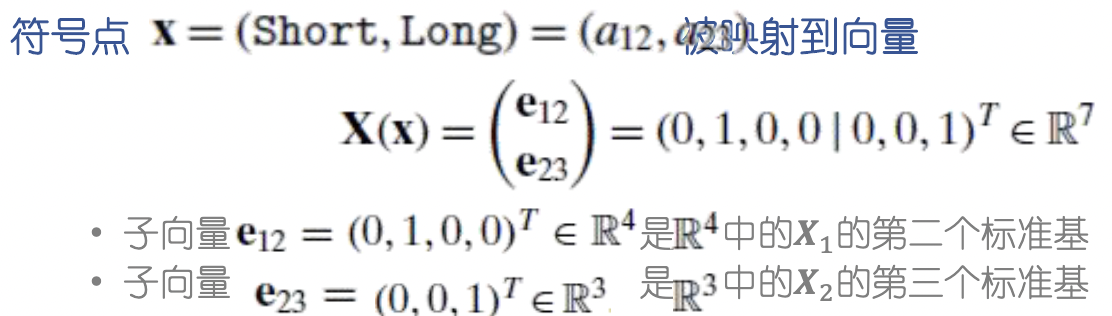 符号点 x = (Short, Long) = (a12, a23) 被映射到向量
X(x) = (e12 e23) = (0, 1, 0, 0 | 0, 0, 1)^T ∈ ℝ^7
• 子向量 e12 = (0, 1, 0, 0)^T ∈ ℝ^4 是ℝ^4 中的X1的第二个标准基
• 子向量 e23 = (0, 0, 1)^T ∈ ℝ^3 是ℝ^3 中的X2的第三个标准基